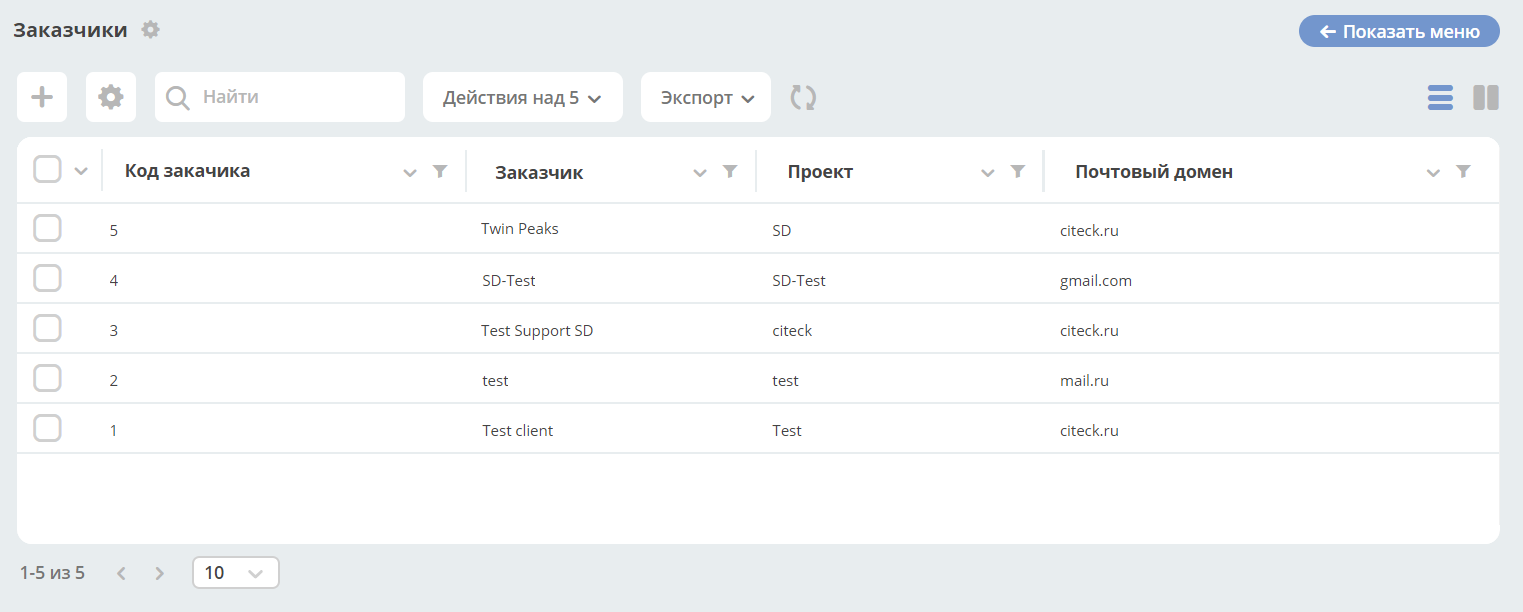 Заказчики
Показать меню
Найти
Действия над 5
Экспорт
Код закачика Заказчик Проект Почтовый домен
5 Twin Peaks SD citeck.ru
4 SD-Test SD-Test gmail.com
3 Test Support SD citeck citeck.ru
2 test test mail.ru
1 Test client Test citeck.ru
1-5 из 5
10